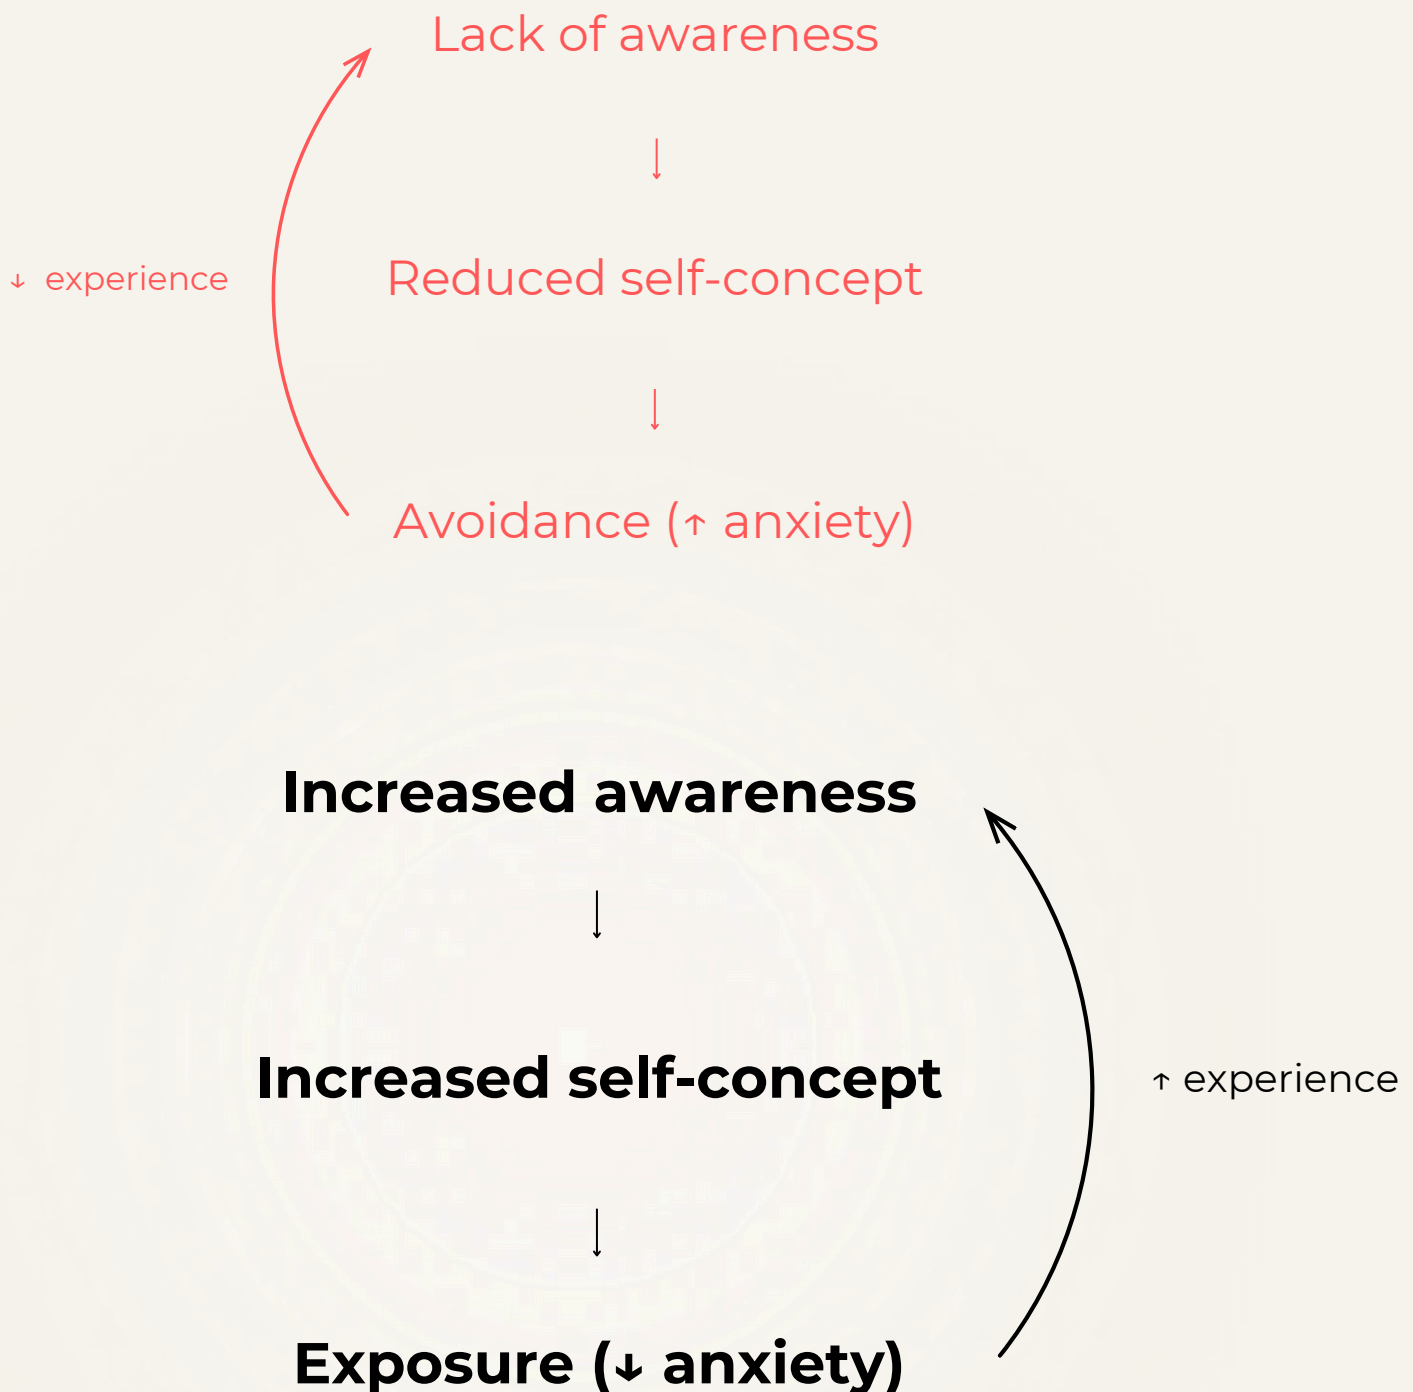 Lack of awareness
↓
↓ experience
Reduced self-concept
↓
Avoidance (↑ anxiety)
Increased awareness
↓
Increased self-concept
↑ experience
↓
Exposure (↓ anxiety)